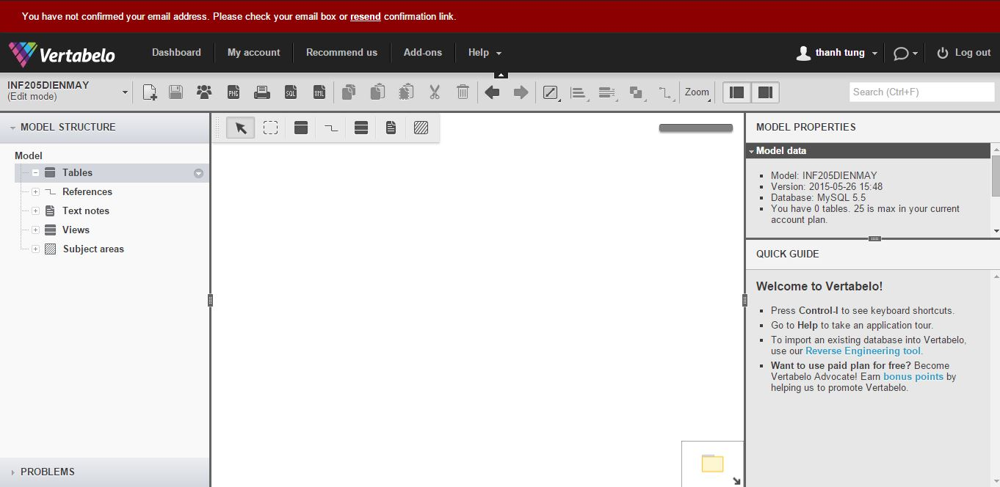 You have not confirmed your email address. Please check your email box or resend confirmation link.
Vertabelo
Dashboard
My account
Recommend us
Add-ons
Help
thanh tung
Log out
INF205DIENMAY
(Edit mode)
PNG
SQL
XML
Zoom
Search (Ctrl+F)
MODEL STRUCTURE
Model
Tables
References
Text notes
Views
Subject areas
PROBLEMS
MODEL PROPERTIES
Model data
Model: INF205DIENMAY
Version: 2015-05-26 15:48
Database: MySQL 5.5
You have 0 tables. 25 is max in your current
account plan.
QUICK GUIDE
Welcome to Vertabelo!
Press Control-I to see keyboard shortcuts.
Go to Help to take an application tour.
To import an existing database into Vertabelo,
use our Reverse Engineering tool.
Want to use paid plan for free? Become
Vertabelo Advocate! Earn bonus points by
helping us to promote Vertabelo.